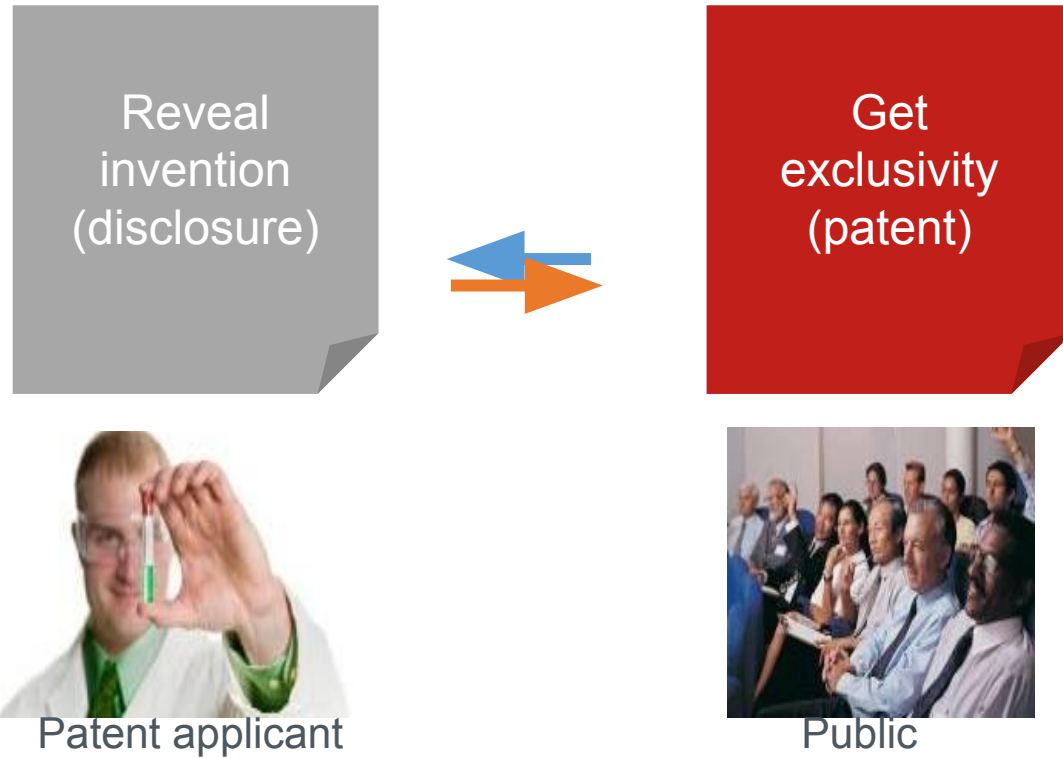 Reveal
invention
(disclosure)
Get
exclusivity
(patent)
Patent applicant
Public